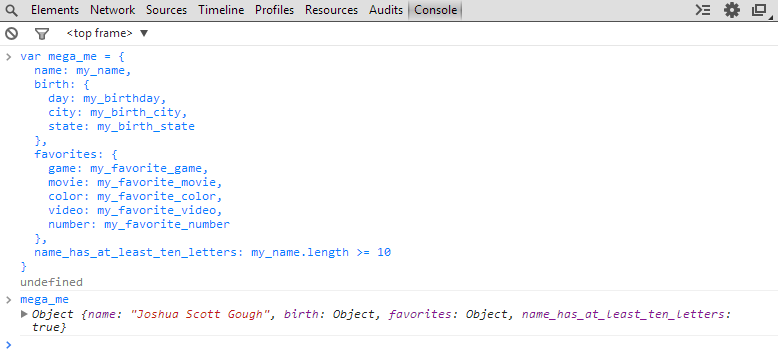 Elements Network Sources Timeline Profiles Resources Audits Console
<top frame> ▼
> var mega_me = {
name: my_name,
birth: {
day: my_birthday,
city: my_birth_city,
state: my_birth_state
},
favorites: {
game: my_favorite_game,
movie: my_favorite_movie,
color: my_favorite_color,
video: my_favorite_video,
number: my_favorite_number
},
name_has_at_least_ten_letters: my_name.length >= 10
}
undefined
> mega_me
▶ Object {name: "Joshua Scott Gough", birth: Object, favorites: Object, name_has_at_least_ten_letters:
true}
>